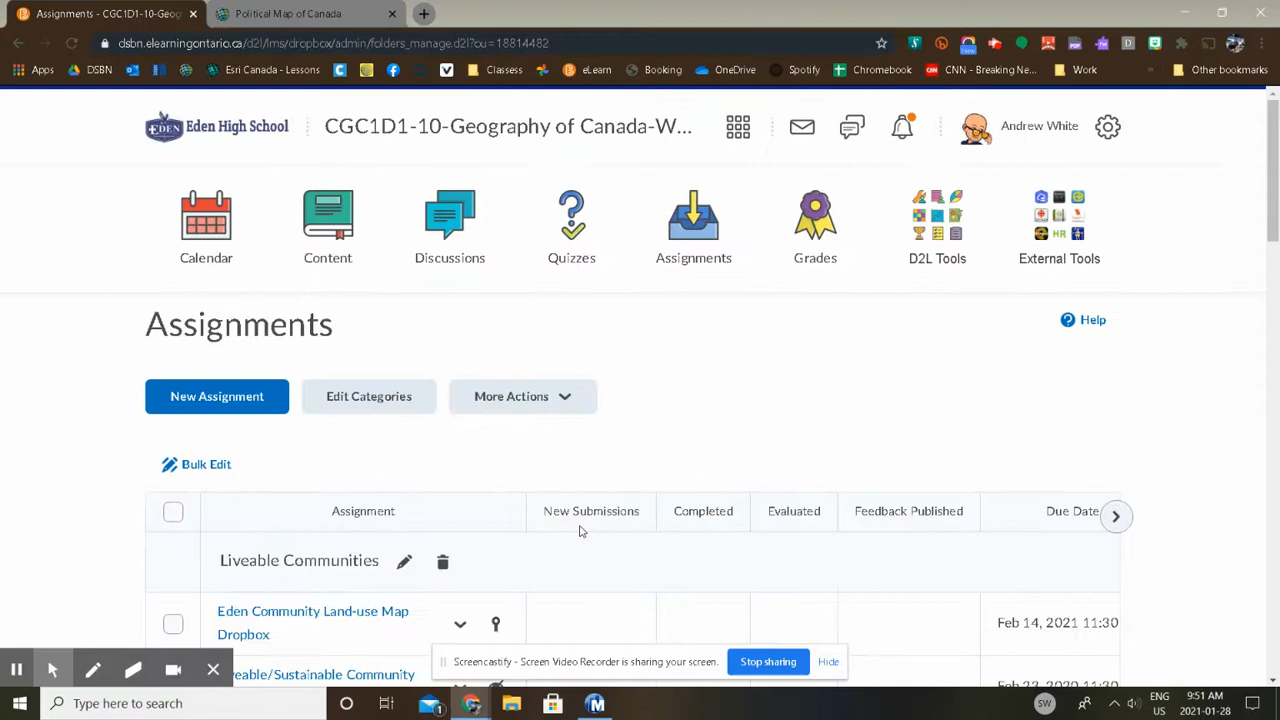 Assignments - CGC1D1-10-Geog
Political Map of Canada
dsbn.elearningontario.ca/d2l/lms/dropbox/admin/folders_manage.d2l?ou=18814482
Apps
DSBN
Esri Canada - Lessons
Classess
eLearn
Booking
OneDrive
Spotify
Chromebook
CNN - Breaking Ne...
Work
Other bookmarks
EDEN
Eden High School
CGC1D1-10-Geography of Canada-W...
Andrew White
Calendar
Content
Discussions
Quizzes
Assignments
Grades
D2L Tools
HR
External Tools
Assignments
Help
New Assignment
Edit Categories
More Actions
Bulk Edit
Assignment
New Submissions
Completed
Evaluated
Feedback Published
Due Date
Liveable Communities
Eden Community Land-use Map
Dropbox
Feb 14, 2021 11:30
Screencastify - Screen Video Recorder is sharing your screen.
Stop sharing
Hide
veable/Sustainable Community
Feb 23, 2020 11:30
Type here to search
SW
ENG
CMS
9:51 AM
2021-01-28